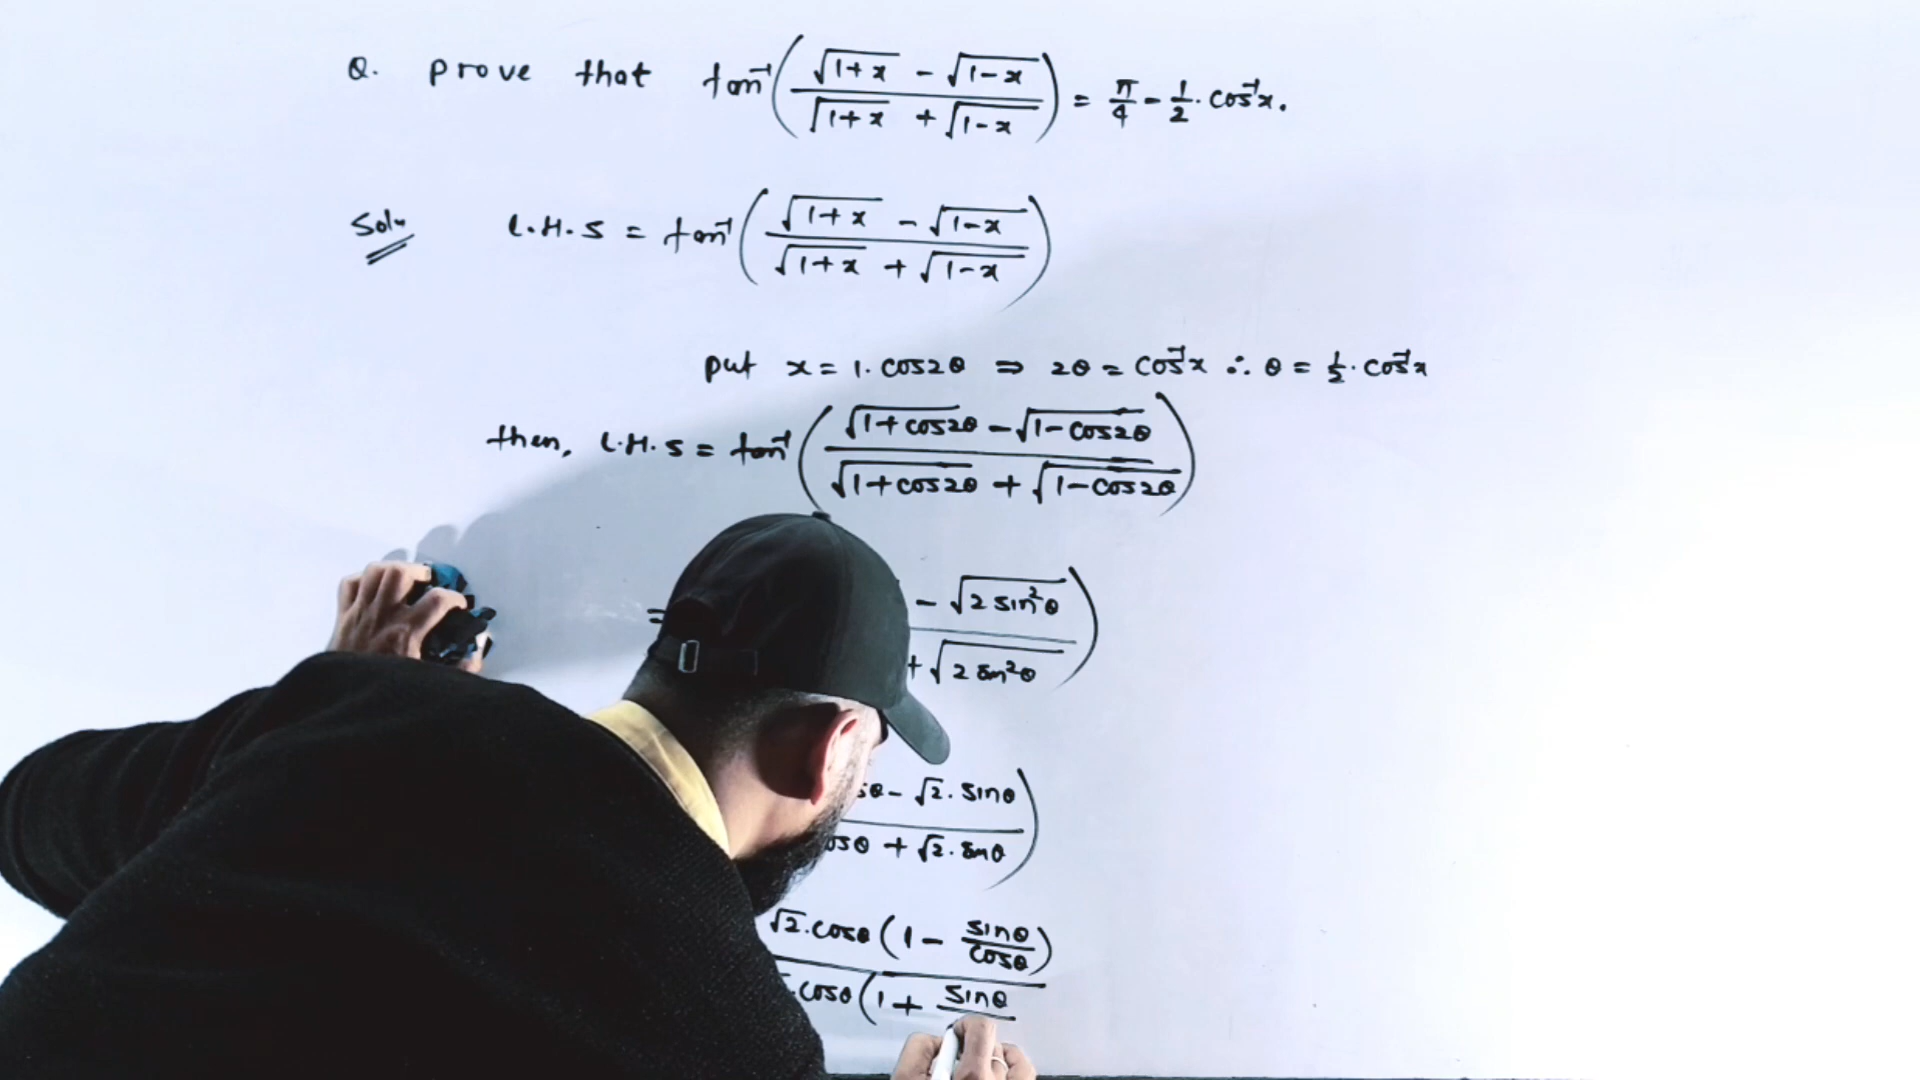 Q. prove that tan⁻¹((√(1+x) - √(1-x))/(√(1+x) + √(1-x))) = π/4 - 1/2 . cos⁻¹x.
Soln L.H.S = tan⁻¹((√(1+x) - √(1-x))/(√(1+x) + √(1-x)))
put x = 1. cos2θ ⇒ 2θ = cos⁻¹x ∴ θ = 1/2 . cos⁻¹x
then, L.H.S = tan⁻¹((√(1+cos2θ) - √(1-cos2θ))/(√(1+cos2θ) + √(1-cos2θ)))
= - √(2 sin²θ))
+ √(2 sin²θ)
sθ - √2 . sinθ)
osθ + √2 . sinθ
√2 . cosθ (1 - sinθ/cosθ)
. cosθ (1 + sinθ